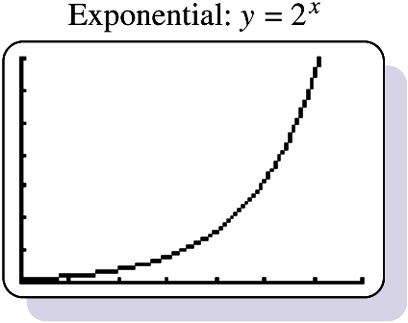 Exponential: y = 2^x